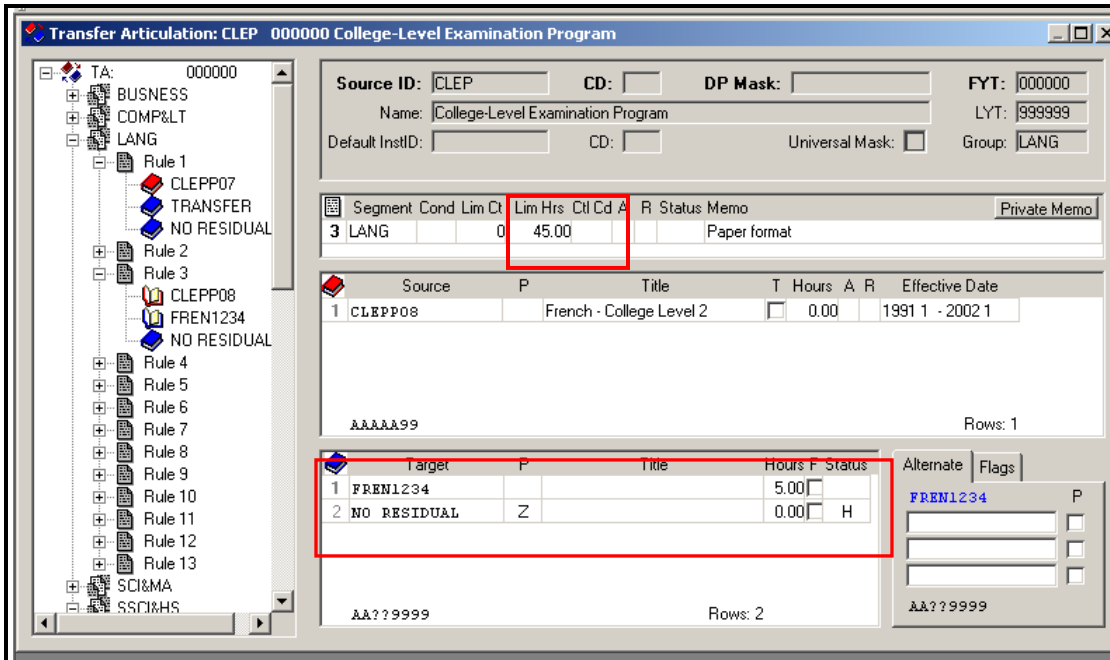 Transfer Articulation: CLEP 000000 College-Level Examination Program
TA: 000000
BUSNESS
COMP&LT
LANG
Rule 1
CLEPP07
TRANSFER
NO RESIDUAL
Rule 2
Rule 3
CLEPP08
FREN1234
NO RESIDUAL
Rule 4
Rule 5
Rule 6
Rule 7
Rule 8
Rule 9
Rule 10
Rule 11
Rule 12
Rule 13
SCI&MA
SSCI&HS
Source ID: CLEP CD: DP Mask: FYT: 000000
Name: College-Level Examination Program LYT: 999999
Default InstID: CD: Universal Mask: Group: LANG
Segment Cond Lim Ct Lim Hrs Ctl Cd A R Status Memo Private Memo
3 LANG 0 45.00 Paper format
Source P Title T Hours A R Effective Date
1 CLEPP08 French - College Level 2 0.00 1991 1 - 2002 1
AAAAA99 Rows: 1
Target P Title Hours F Status
1 FREN1234 5.00
2 NO RESIDUAL Z 0.00 H
AA??9999 Rows: 2
Alternate Flags
FREN1234 P
AA??9999